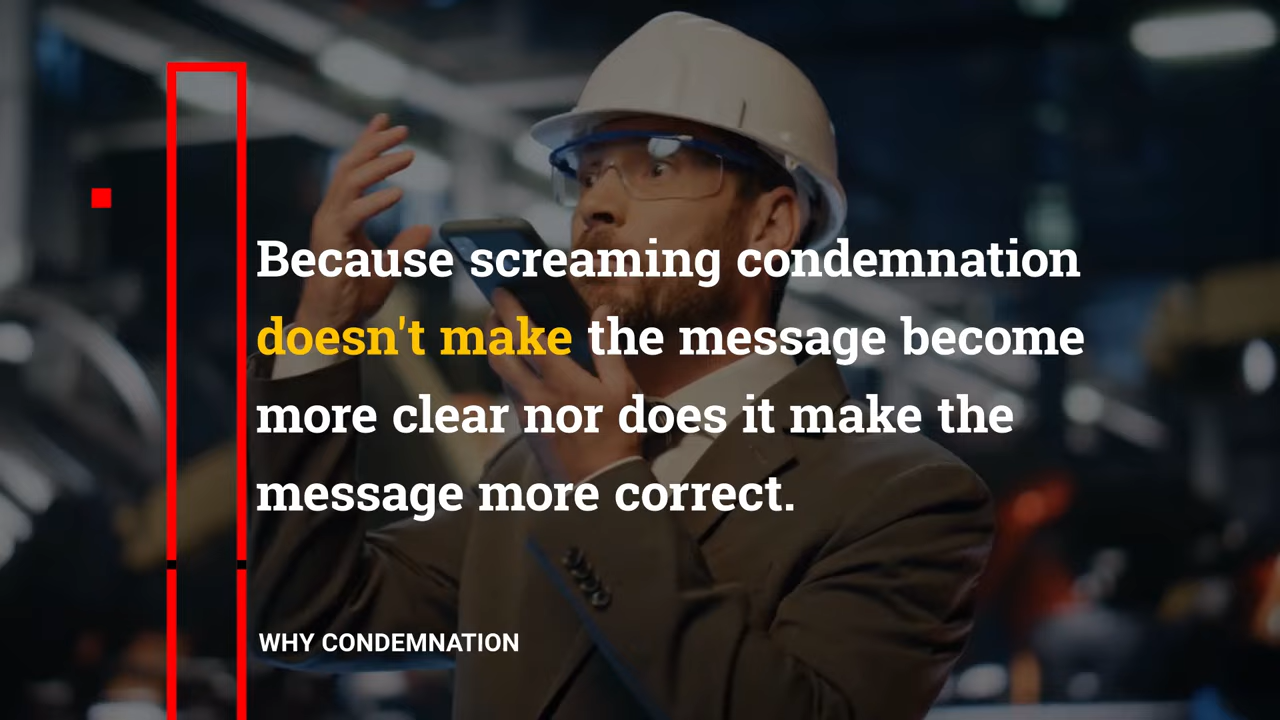 Because screaming condemnation
doesn't make the message become
more clear nor does it make the
message more correct.
WHY CONDEMNATION